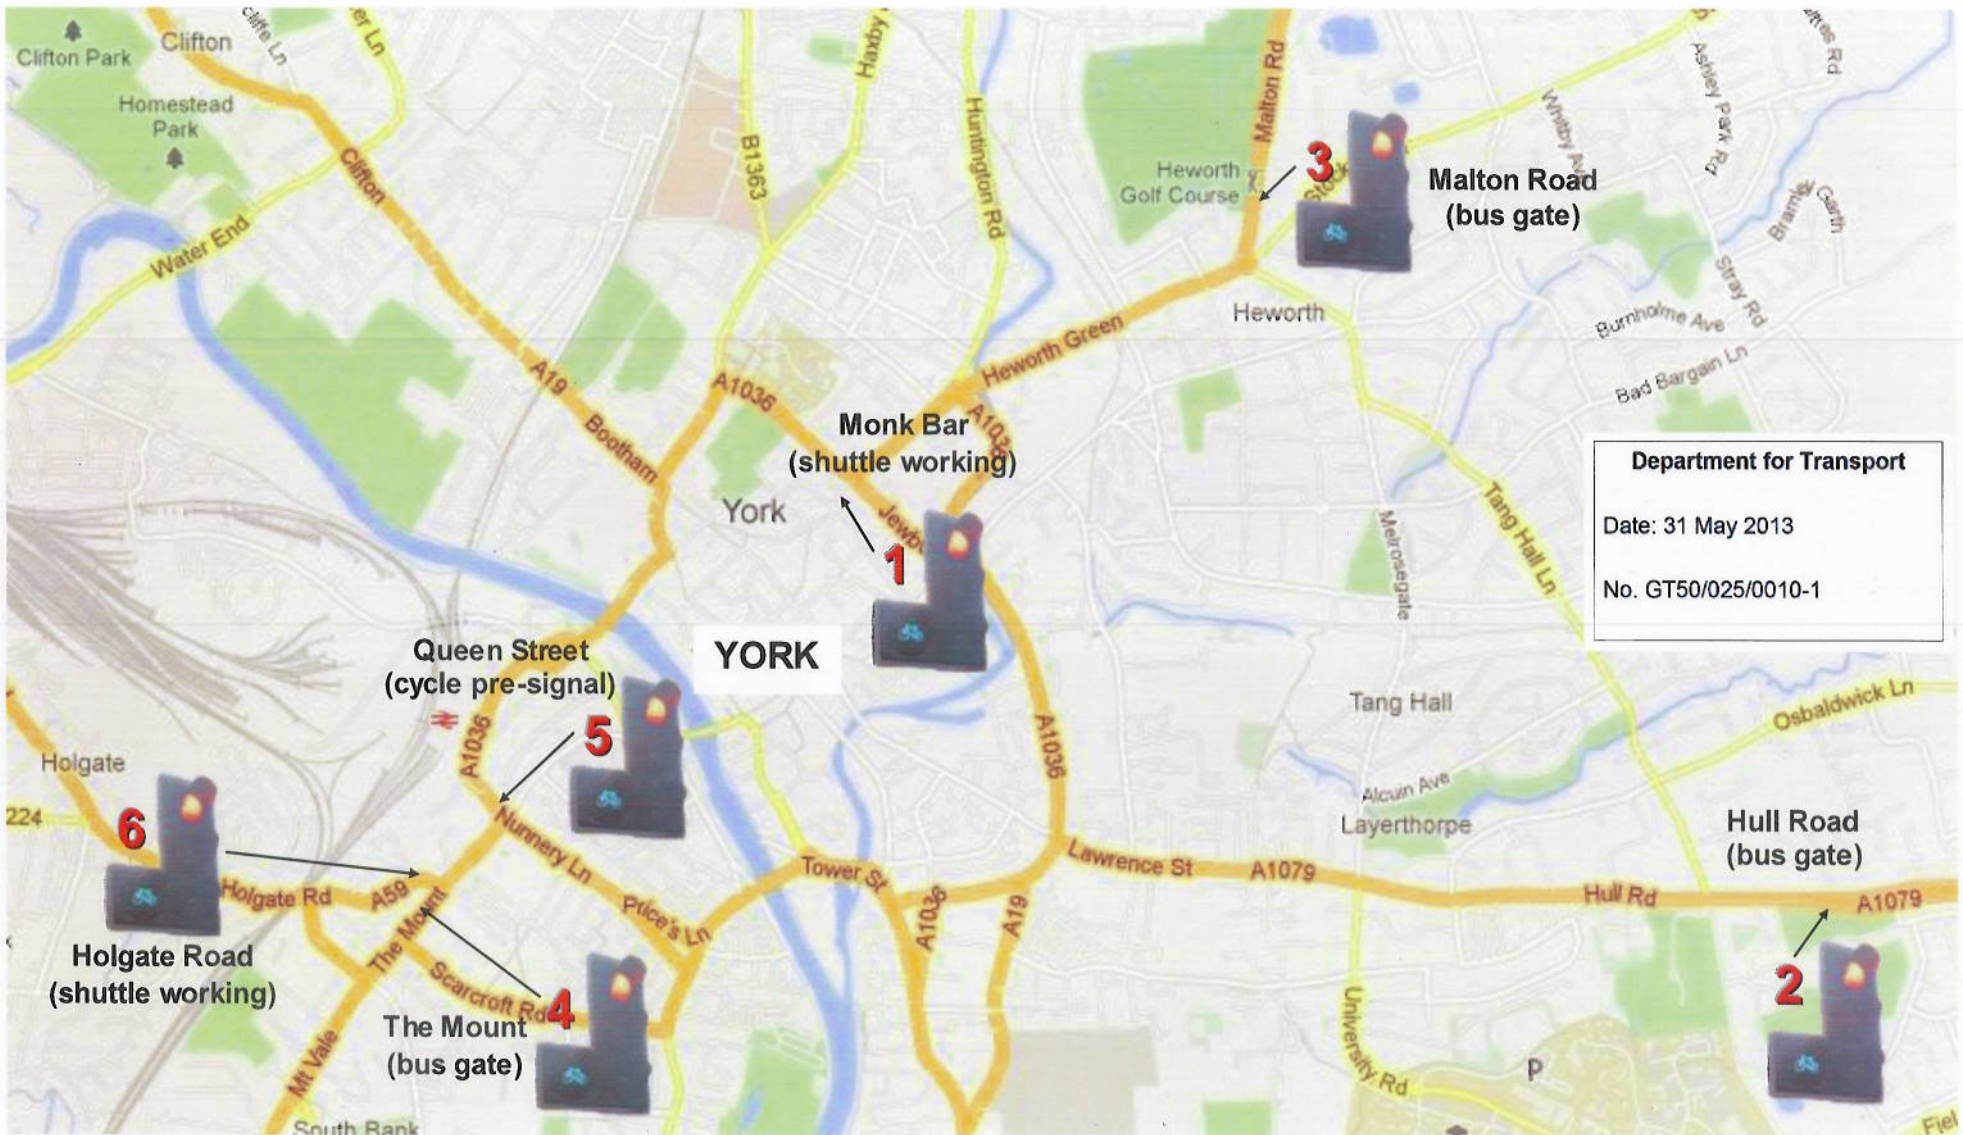 Clifton Park
Clifton
Homestead
Park
Clifton
Water End
B1363
Haxby
Huntington Rd
Malton Rd
Heworth
Golf Course
3
Malton Road
(bus gate)
Whitby Av
Ashley Park Rd
Garth
Stray Rd
Burnholme Ave
Bad Bargain Ln
Heworth
Heworth Green
A19
Bootham
A1036
Monk Bar
(shuttle working)
A1036
York
Jewb
1
Department for Transport
Date: 31 May 2013
No. GT50/025/0010-1
Melrosegate
Tang Hall Ln
Queen Street
(cycle pre-signal)
YORK
5
A1036
A1036
Tang Hall
Osbaldwick Ln
Holgate
224
6
Nunnery Ln
Price's Ln
Tower St
Lawrence St
A1079
Alcuin Ave
Layerthorpe
Hull Road
(bus gate)
Hull Rd
A1079
Holgate Rd
A59
The Mount
A1036
A19
2
Holgate Road
(shuttle working)
Scarcroft Rd
4
The Mount
(bus gate)
Mt Vale
University Rd
P
South Bank